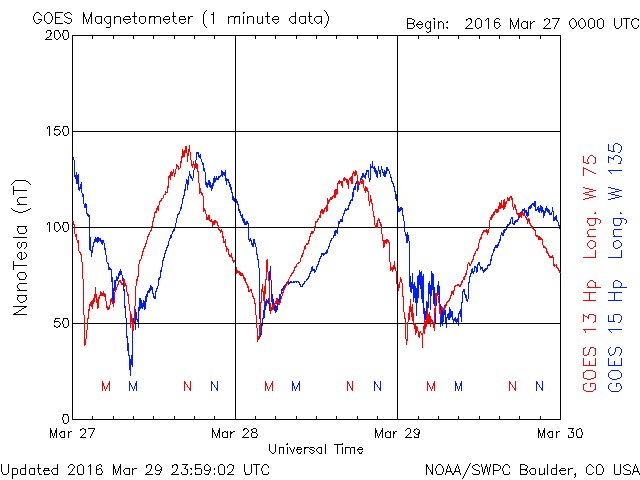 GOES Magnetometer (1 minute data)
Begin: 2016 Mar 27 0000 UTC
200
150
100
50
0
NanoTesla (nT)
M M N N M M N N M M N N
Mar 27 Mar 28 Mar 29 Mar 30
Universal Time
GOES 13 Hp Long. W 75
GOES 15 Hp Long. W 135
Updated 2016 Mar 29 23:59:02 UTC
NOAA/SWPC Boulder, CO USA